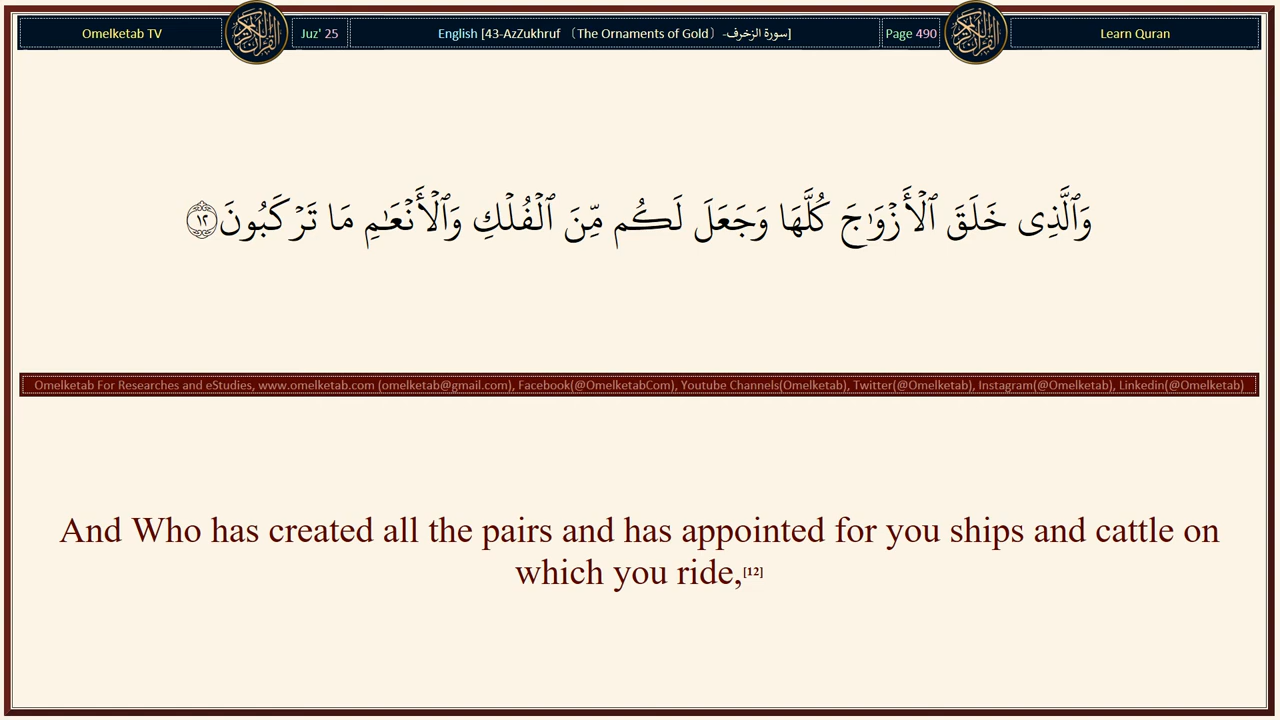 Omelketab TV
Juz' 25
English [43-AzZukhruf 〔The Ornaments of Gold〕 -سورة الزخرف]
Page 490
Learn Quran
وَٱلَّذِى خَلَقَ ٱلْأَزْوَٰجَ كُلَّهَا وَجَعَلَ لَكُم مِّنَ ٱلْفُلْكِ وَٱلْأَنْعَٰمِ مَا تَرْكَبُونَ ١٢
Omelketab For Researches and eStudies, www.omelketab.com (omelketab@gmail.com), Facebook(@OmelketabCom), Youtube Channels(Omelketab), Twitter(@Omelketab), Instagram(@Omelketab), Linkedin(@Omelketab)
And Who has created all the pairs and has appointed for you ships and cattle on
which you ride,[12]